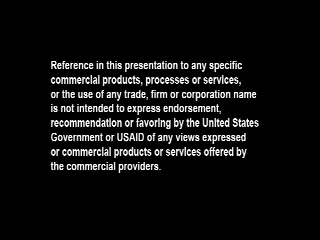 Reference in this presentation to any specific
commercial products, processes or services,
or the use of any trade, firm or corporation name
is not intended to express endorsement,
recommendation or favoring by the United States
Government or USAID of any views expressed
or commercial products or services offered by
the commercial providers.